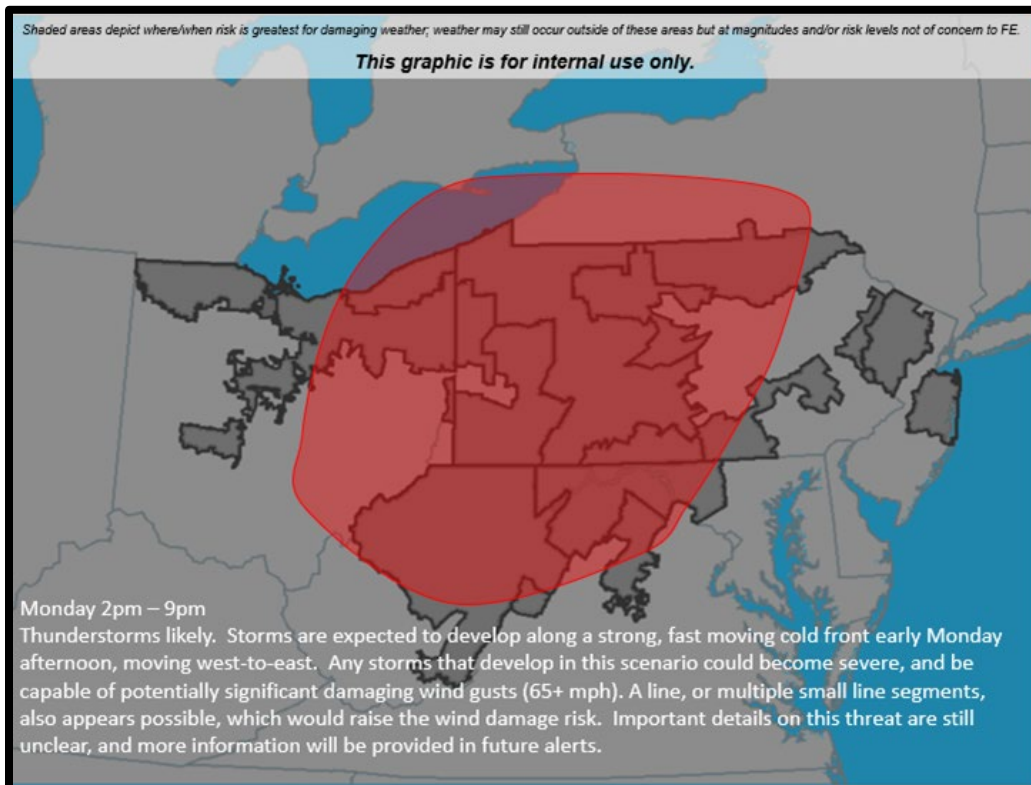 Shaded areas depict where/when risk is greatest for damaging weather; weather may still occur outside of these areas but at magnitudes and/or risk levels not of concern to FE.
This graphic is for internal use only.
Monday 2pm – 9pm
Thunderstorms likely.  Storms are expected to develop along a strong, fast moving cold front early Monday
afternoon, moving west-to-east.  Any storms that develop in this scenario could become severe, and be
capable of potentially significant damaging wind gusts (65+ mph). A line, or multiple small line segments,
also appears possible, which would raise the wind damage risk.  Important details on this threat are still
unclear, and more information will be provided in future alerts.